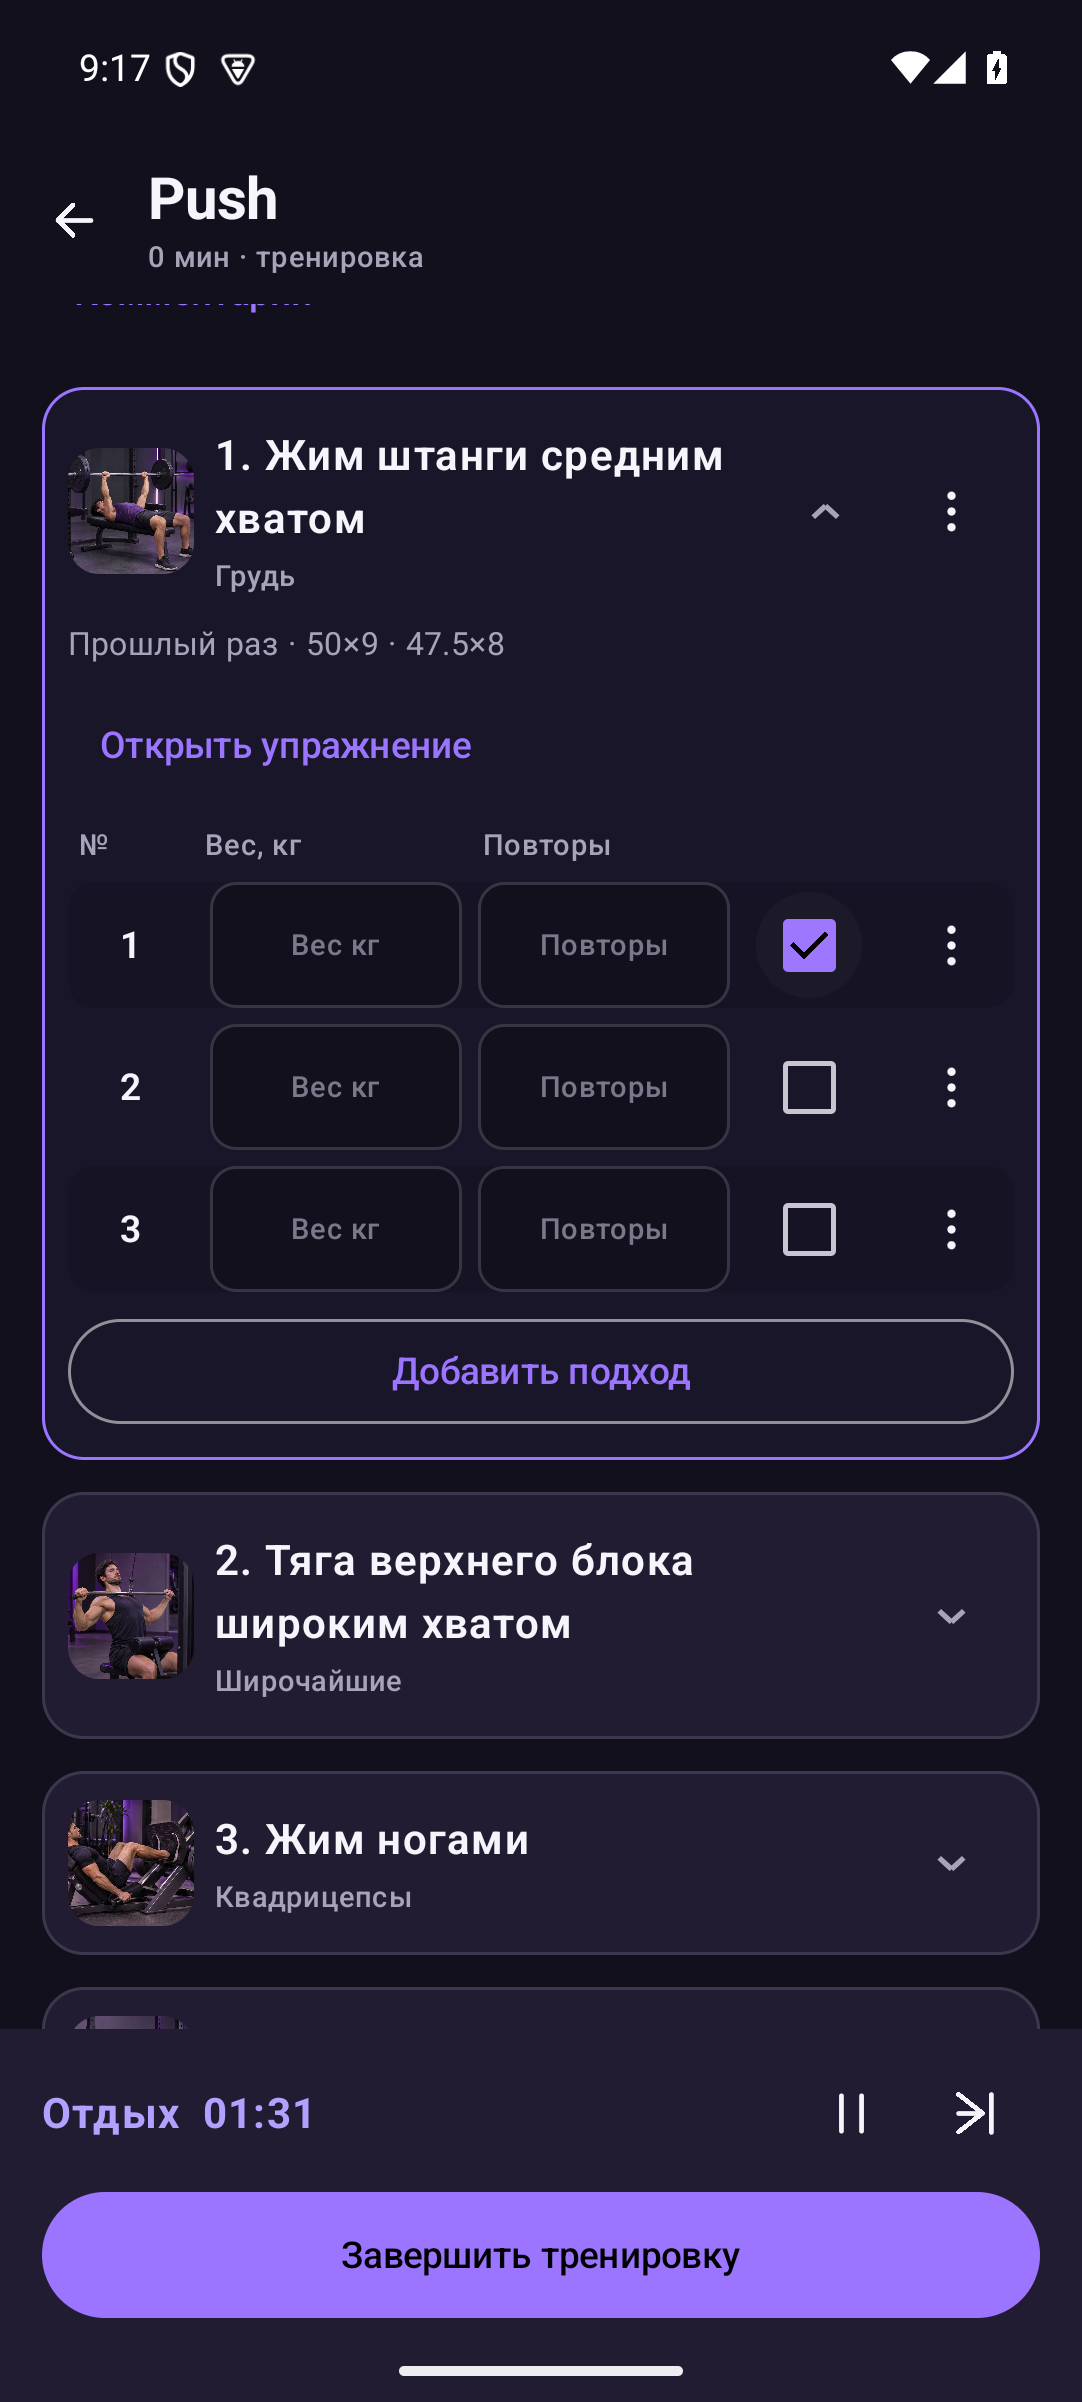 9:17
Push
0 мин · тренировка
1. Жим штанги средним
хватом
Грудь
Прошлый раз · 50×9 · 47.5×8
Открыть упражнение
№ Вес, кг Повторы
1 Вес кг Повторы
2 Вес кг Повторы
3 Вес кг Повторы
Добавить подход
2. Тяга верхнего блока
широким хватом
Широчайшие
3. Жим ногами
Квадрицепсы
Отдых 01:31
Завершить тренировку